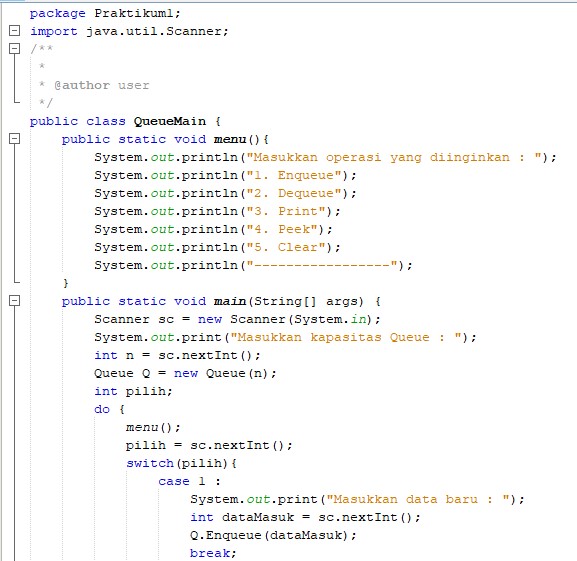 package Praktikum1;
import java.util.Scanner;
/**
 *
 * @author user
 */
public class QueueMain {
    public static void menu(){
        System.out.println("Masukkan operasi yang diinginkan : ");
        System.out.println("1. Enqueue");
        System.out.println("2. Dequeue");
        System.out.println("3. Print");
        System.out.println("4. Peek");
        System.out.println("5. Clear");
        System.out.println("-----------------");
    }
    public static void main(String[] args) {
        Scanner sc = new Scanner(System.in);
        System.out.print("Masukkan kapasitas Queue : ");
        int n = sc.nextInt();
        Queue Q = new Queue(n);
        int pilih;
        do {
            menu();
            pilih = sc.nextInt();
            switch(pilih){
                case 1 :
                    System.out.print("Masukkan data baru : ");
                    int dataMasuk = sc.nextInt();
                    Q.Enqueue(dataMasuk);
                    break;